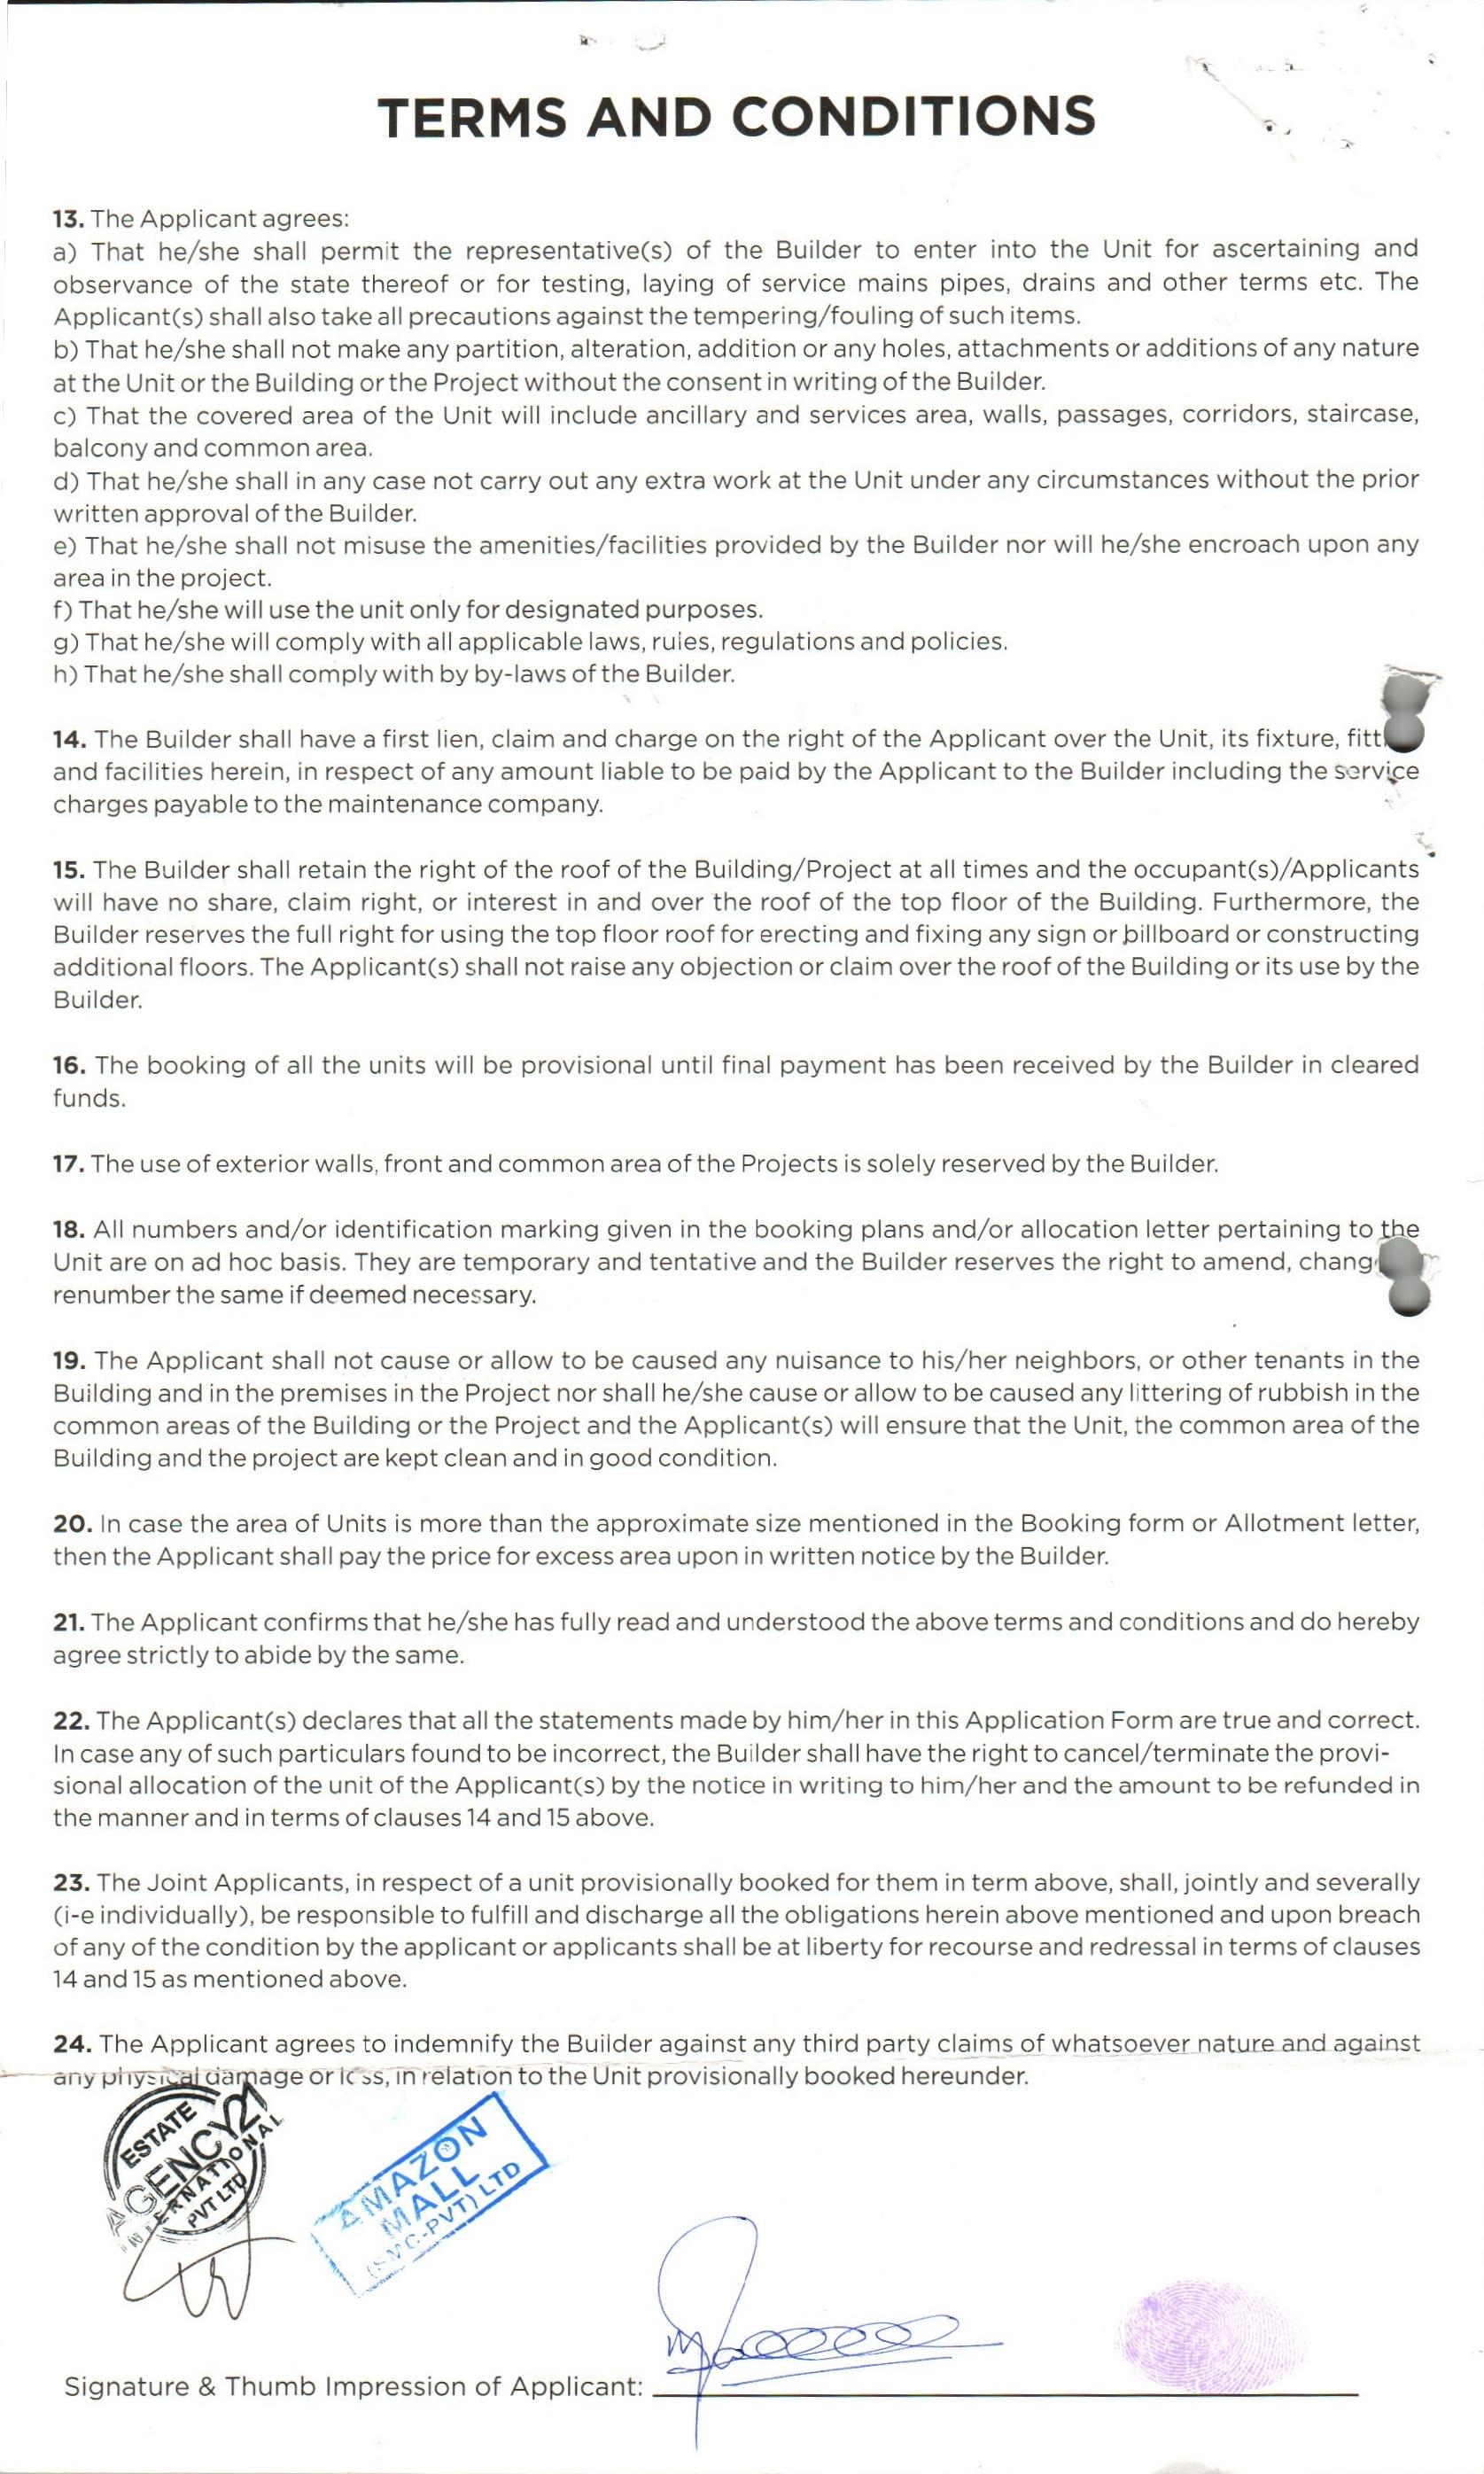 TERMS AND CONDITIONS
13. The Applicant agrees:
a) That he/she shall permit the representative(s) of the Builder to enter into the Unit for ascertaining and
observance of the state thereof or for testing, laying of service mains pipes, drains and other terms etc. The
Applicant(s) shall also take all precautions against the tempering/fouling of such items.
b) That he/she shall not make any partition, alteration, addition or any holes, attachments or additions of any nature
at the Unit or the Building or the Project without the consent in writing of the Builder.
c) That the covered area of the Unit will include ancillary and services area, walls, passages, corridors, staircase,
balcony and common area.
d) That he/she shall in any case not carry out any extra work at the Unit under any circumstances without the prior
written approval of the Builder.
e) That he/she shall not misuse the amenities/facilities provided by the Builder nor will he/she encroach upon any
area in the project.
f) That he/she will use the unit only for designated purposes.
g) That he/she will comply with all applicable laws, rules, regulations and policies.
h) That he/she shall comply with by by-laws of the Builder.
14. The Builder shall have a first lien, claim and charge on the right of the Applicant over the Unit, its fixture,
and facilities herein, in respect of any amount liable to be paid by the Applicant to the Builder including the service
charges payable to the maintenance company.
15. The Builder shall retain the right of the roof of the Building/Project at all times and the occupant(s)/Applicants
will have no share, claim right, or interest in and over the roof of the top floor of the Building. Furthermore, the
Builder reserves the full right for using the top floor roof for erecting and fixing any sign or billboard or constructing
additional floors. The Applicant(s) shall not raise any objection or claim over the roof of the Building or its use by the
Builder.
16. The booking of all the units will be provisional until final payment has been received by the Builder in cleared
funds.
17. The use of exterior walls, front and common area of the Projects is solely reserved by the Builder.
18. All numbers and/or identification marking given in the booking plans and/or allocation letter pertaining to the
Unit are on ad hoc basis. They are temporary and tentative and the Builder reserves the right to amend,
renumber the same if deemed necessary.
19. The Applicant shall not cause or allow to be caused any nuisance to his/her neighbors, or other tenants in the
Building and in the premises in the Project nor shall he/she cause or allow to be caused any littering of rubbish in the
common areas of the Building or the Project and the Applicant(s) will ensure that the Unit, the common area of the
Building and the project are kept clean and in good condition.
20. In case the area of Units is more than the approximate size mentioned in the Booking form or Allotment letter,
then the Applicant shall pay the price for excess area upon in written notice by the Builder.
21. The Applicant confirms that he/she has fully read and understood the above terms and conditions and do hereby
agree strictly to abide by the same.
22. The Applicant(s) declares that all the statements made by him/her in this Application Form are true and correct.
In case any of such particulars found to be incorrect, the Builder shall have the right to cancel/terminate the provi-
sional allocation of the unit of the Applicant(s) by the notice in writing to him/her and the amount to be refunded in
the manner and in terms of clauses 14 and 15 above.
23. The Joint Applicants, in respect of a unit provisionally booked for them in term above, shall, jointly and severally
(i-e individually), be responsible to fulfill and discharge all the obligations herein above mentioned and upon breach
of any of the condition by the applicant or applicants shall be at liberty for recourse and redressal in terms of clauses
14 and 15 as mentioned above.
24. The Applicant agrees to indemnify the Builder against any third party claims of whatsoever nature and against
any physical damage or loss, in relation to the Unit provisionally booked hereunder.
ESTATE
AGENCY21
INTERNATIONAL
PVT LTD
AMAZON
MALL
(SMC-PVT) LTD
Signature & Thumb Impression of Applicant: